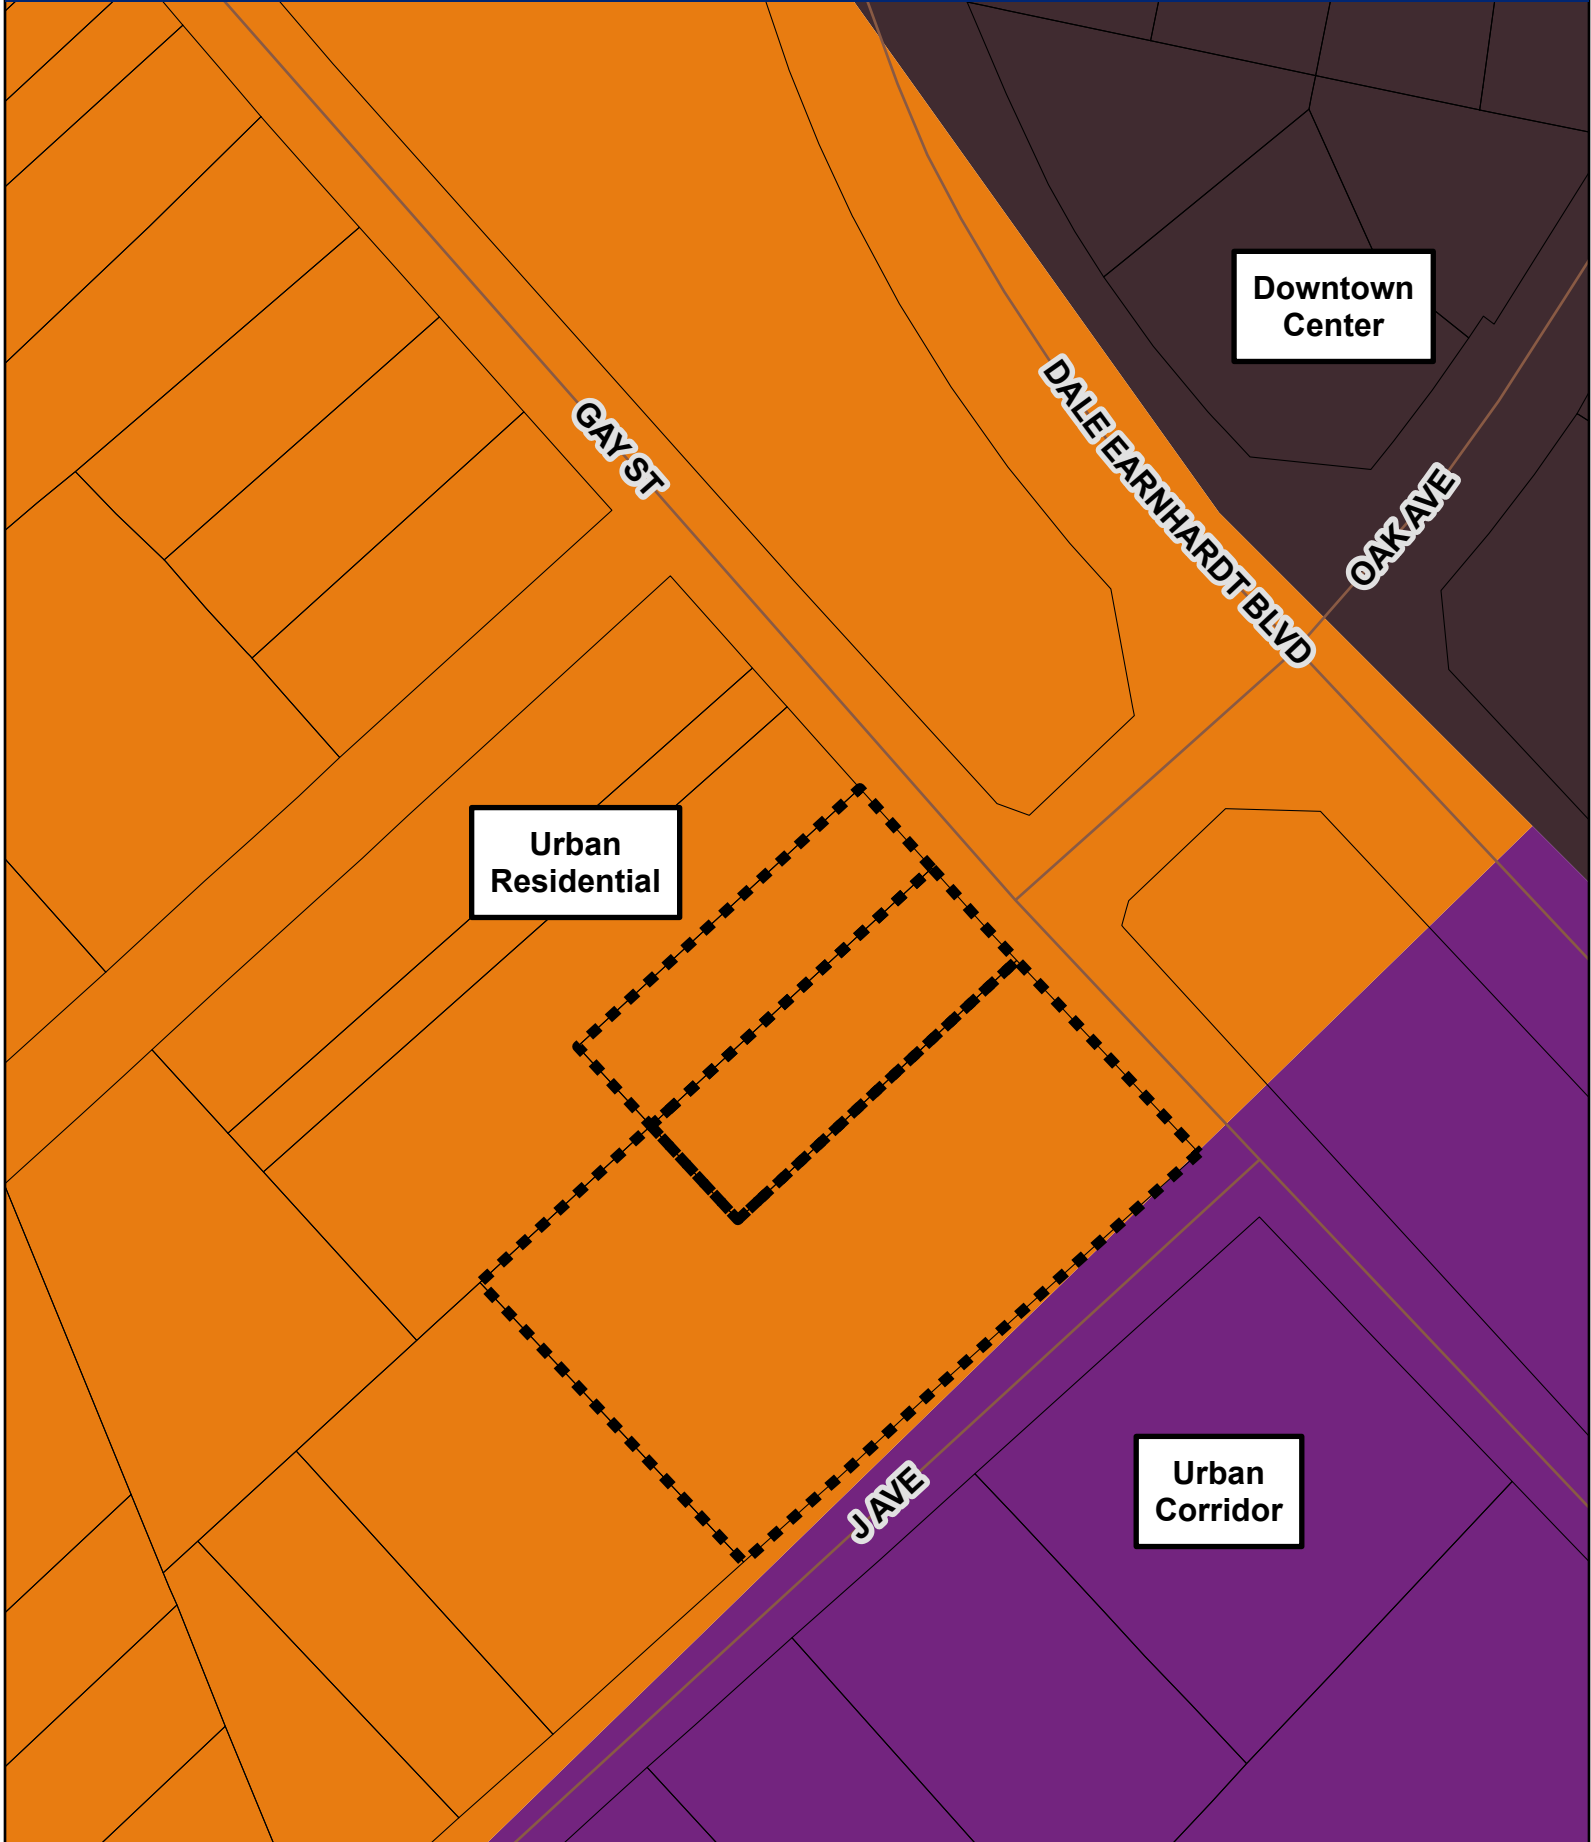 Downtown
Center
GAY ST
DALE EARNHARDT BLVD
OAK AVE
Urban
Residential
Urban
Corridor
J AVE